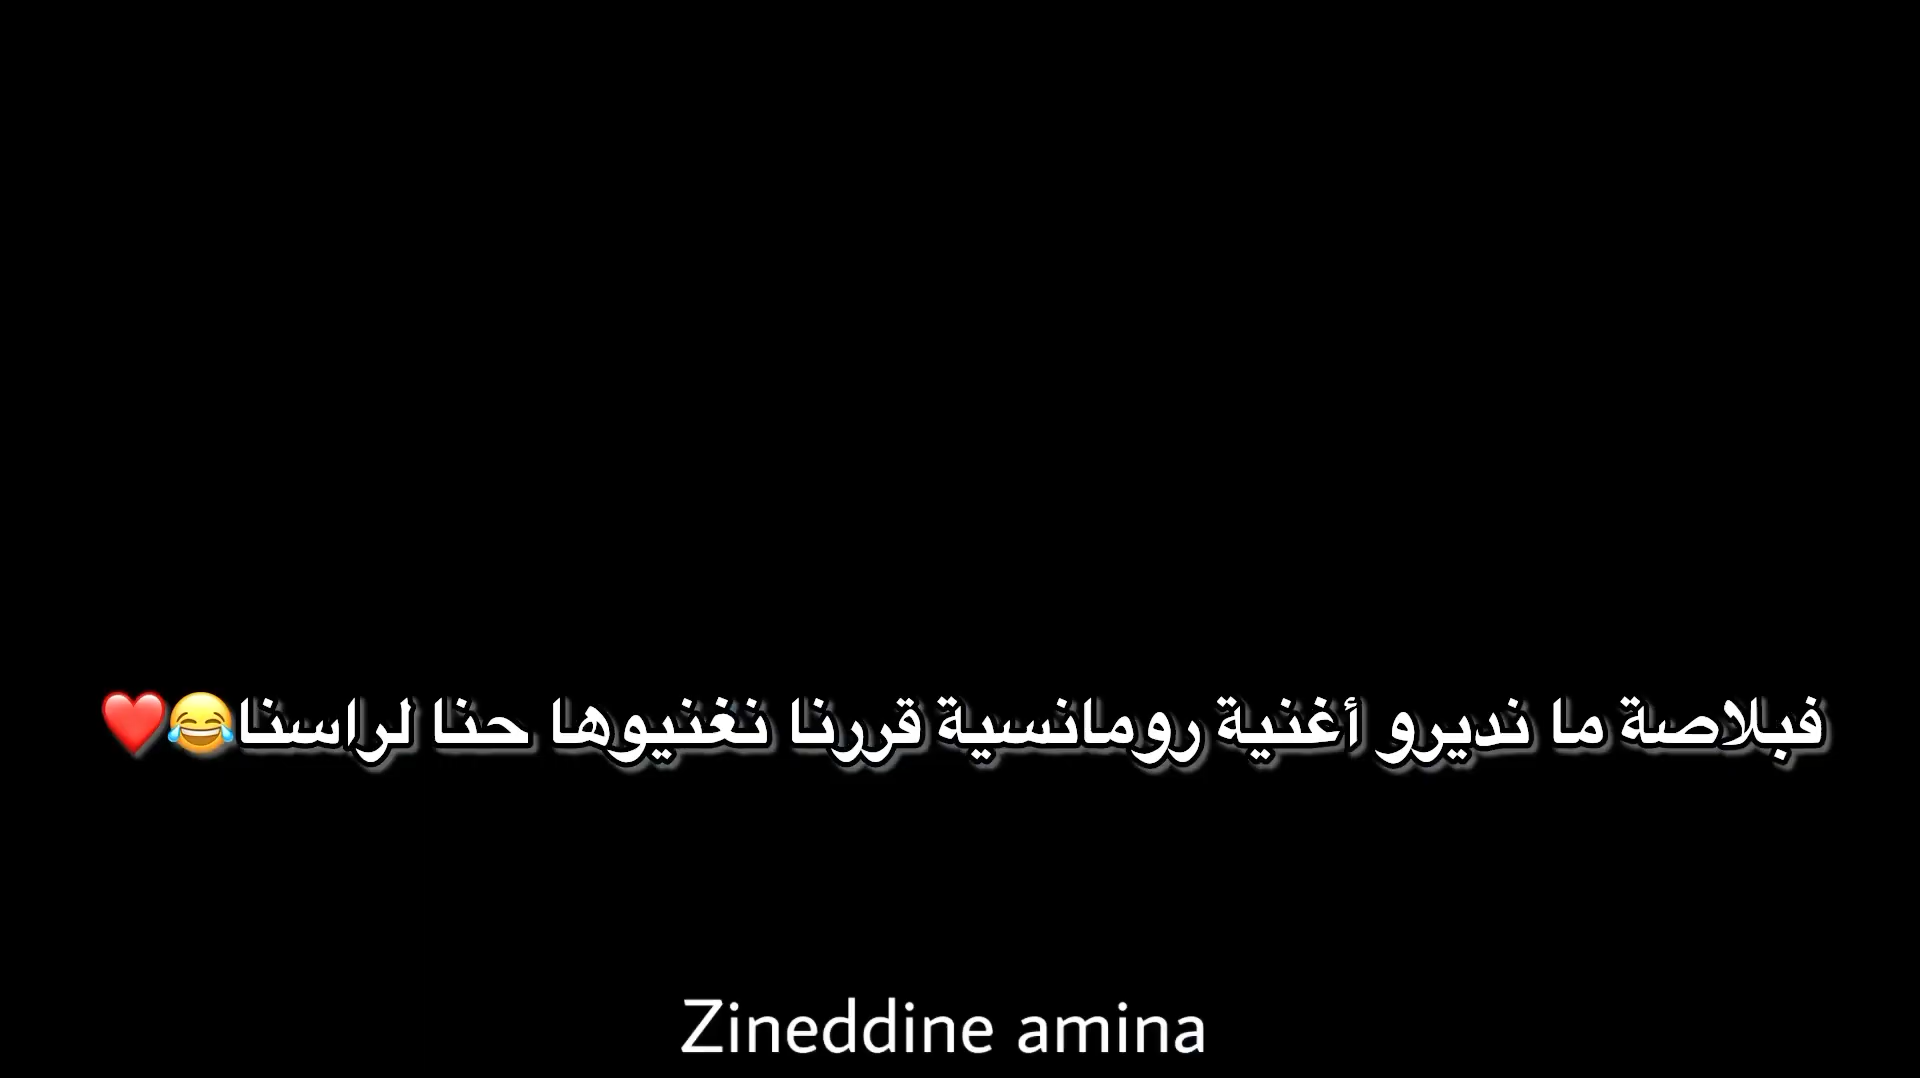 فبلاصة ما نديرو أغنية رومانسية قررنا نغنيوها حنا لراسنا😂❤️
Zineddine amina